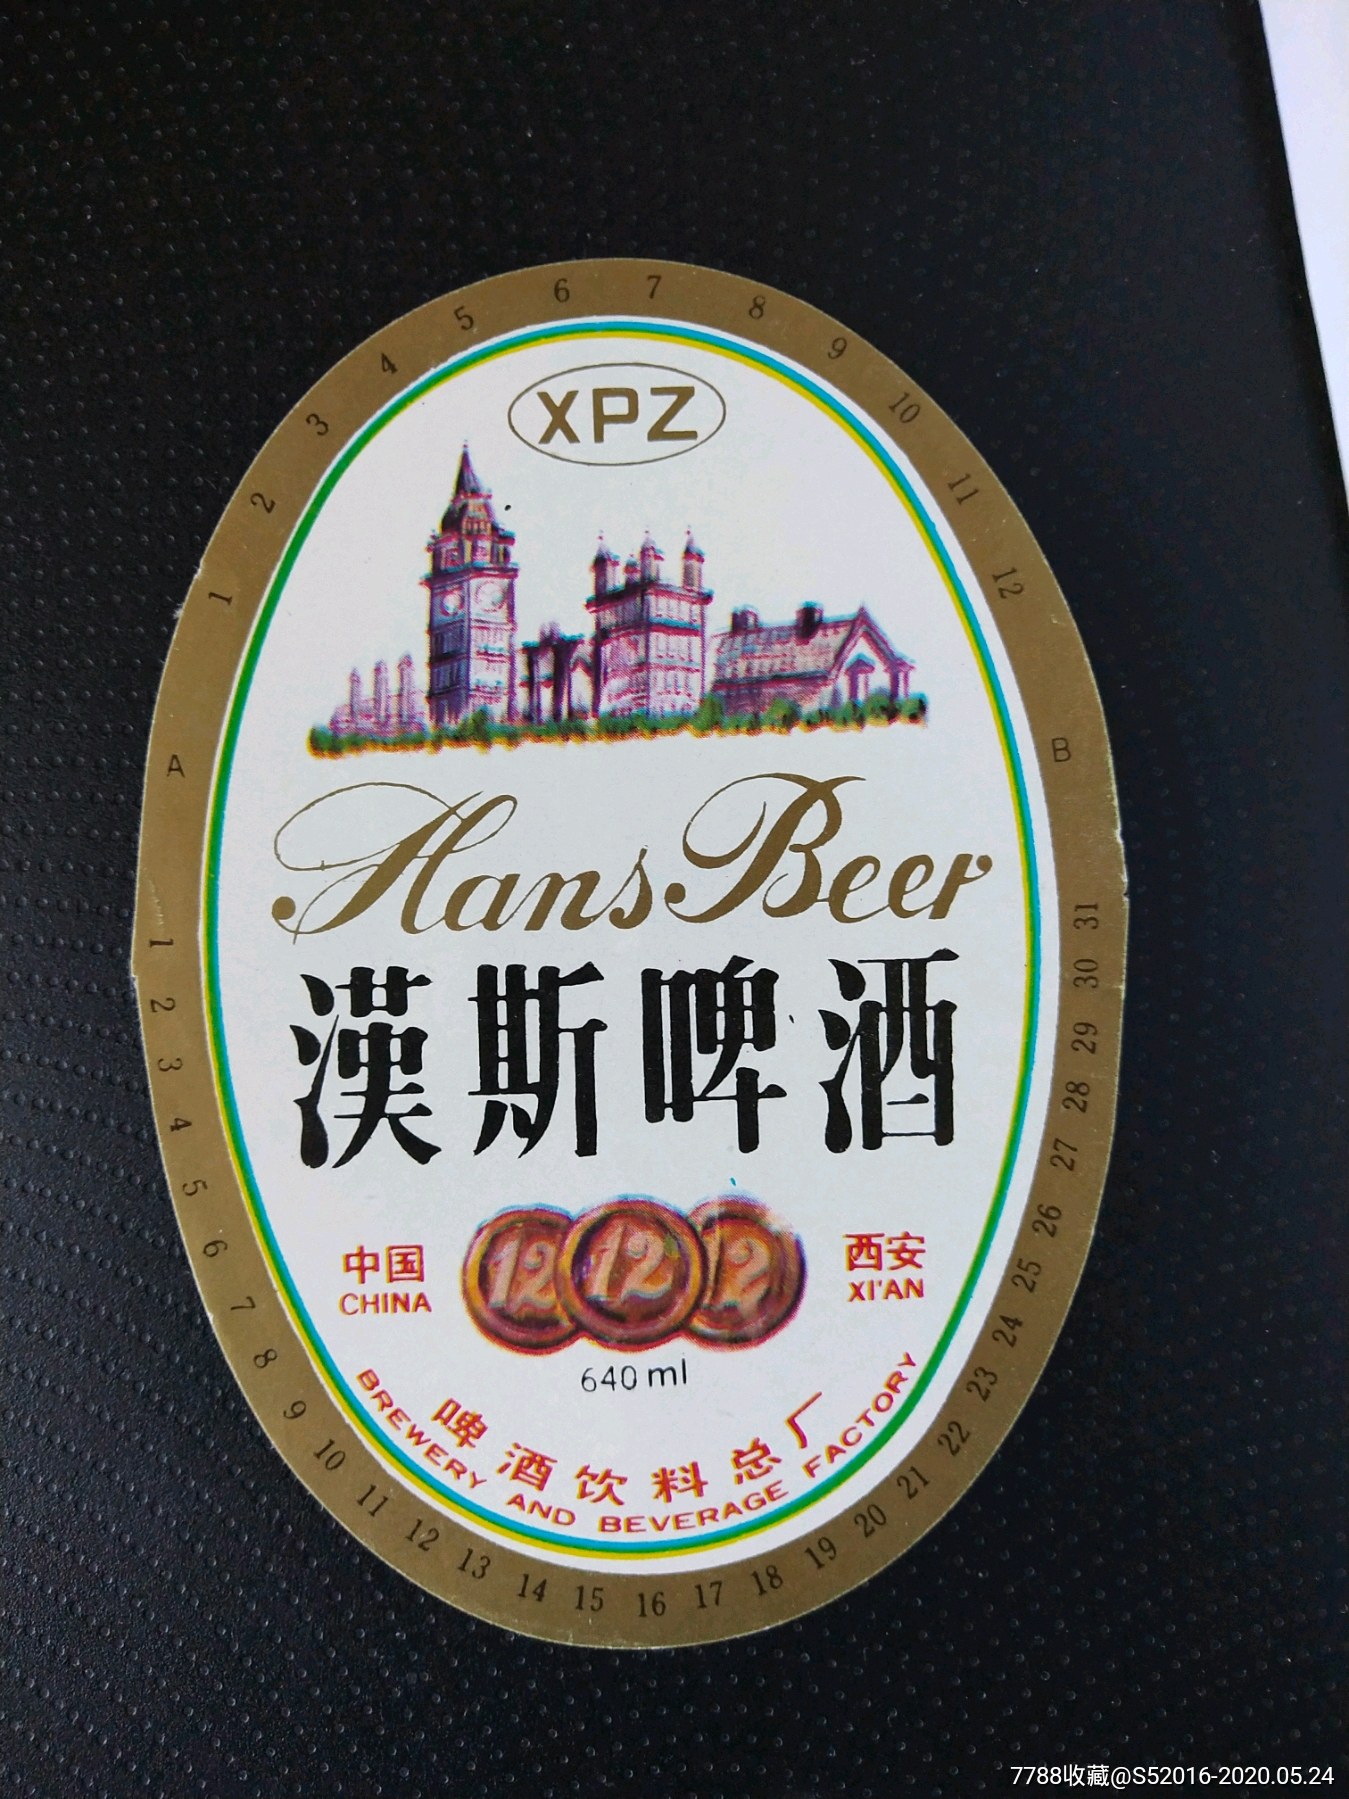 1 2 3 4 5 6 7 8 9 10 11 12
XPZ
A B
Hans Beer
漢斯啤酒
12 12 12
中国
CHINA
西安
XI'AN
640 ml
啤酒饮料总厂
BREWERY AND BEVERAGE FACTORY
1 2 3 4 5 6 7 8 9 10 11 12 13 14 15 16 17 18 19 20 21 22 23 24 25 26 27 28 29 30 31
7788收藏@S52016-2020.05.24